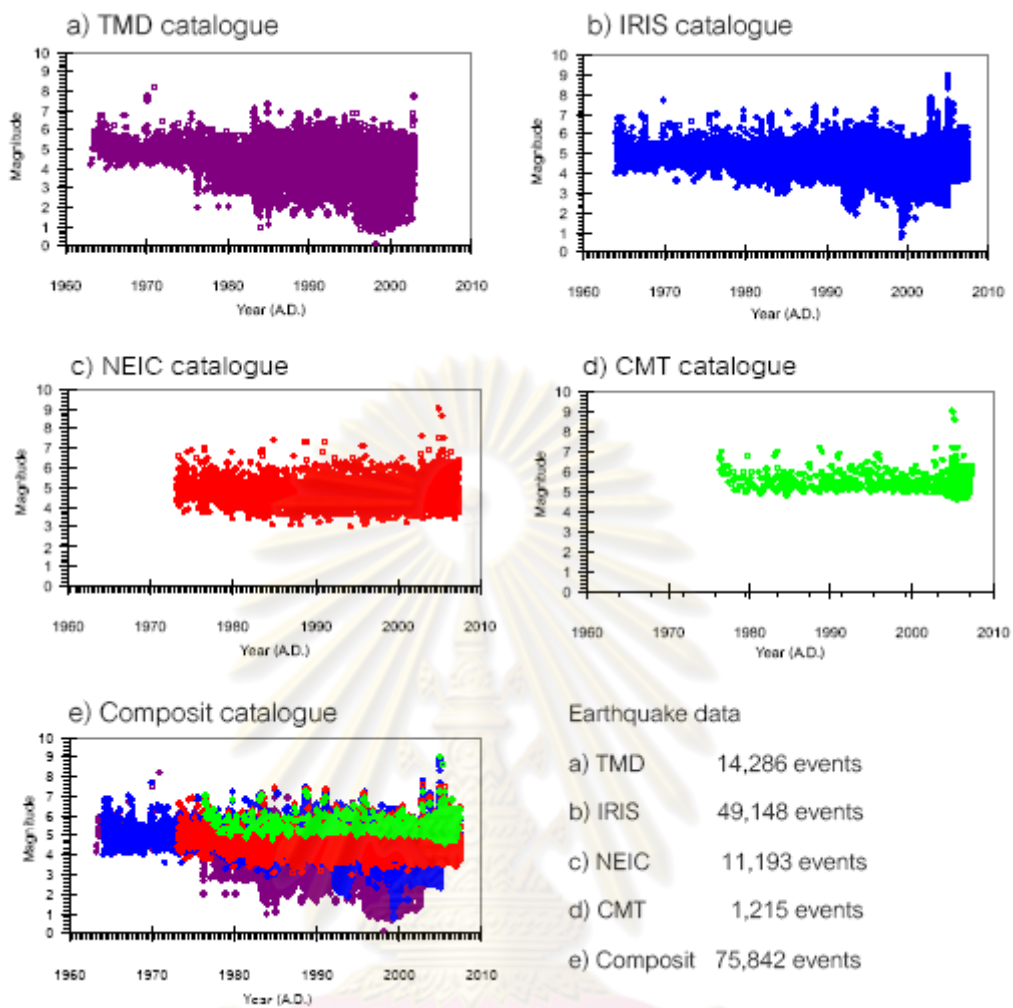 a) TMD catalogue
10
9
8
7
6
5
4
3
2
1
0
Magnitude
1960 1970 1980 1990 2000 2010
Year (A.D.)
b) IRIS catalogue
10
9
8
7
6
5
4
3
2
1
0
Magnitude
1960 1970 1980 1990 2000 2010
Year (A.D.)
c) NEIC catalogue
10
9
8
7
6
5
4
3
2
1
0
Magnitude
1960 1970 1980 1990 2000 2010
Year (A.D.)
d) CMT catalogue
10
9
8
7
6
5
4
3
2
1
0
Magnitude
1960 1970 1980 1990 2000 2010
Year (A.D.)
e) Composit catalogue
10
9
8
7
6
5
4
3
2
1
0
Magnitude
1960 1970 1980 1990 2000 2010
Year (A.D.)
Earthquake data
a) TMD 14,286 events
b) IRIS 49,148 events
c) NEIC 11,193 events
d) CMT 1,215 events
e) Composit 75,842 events